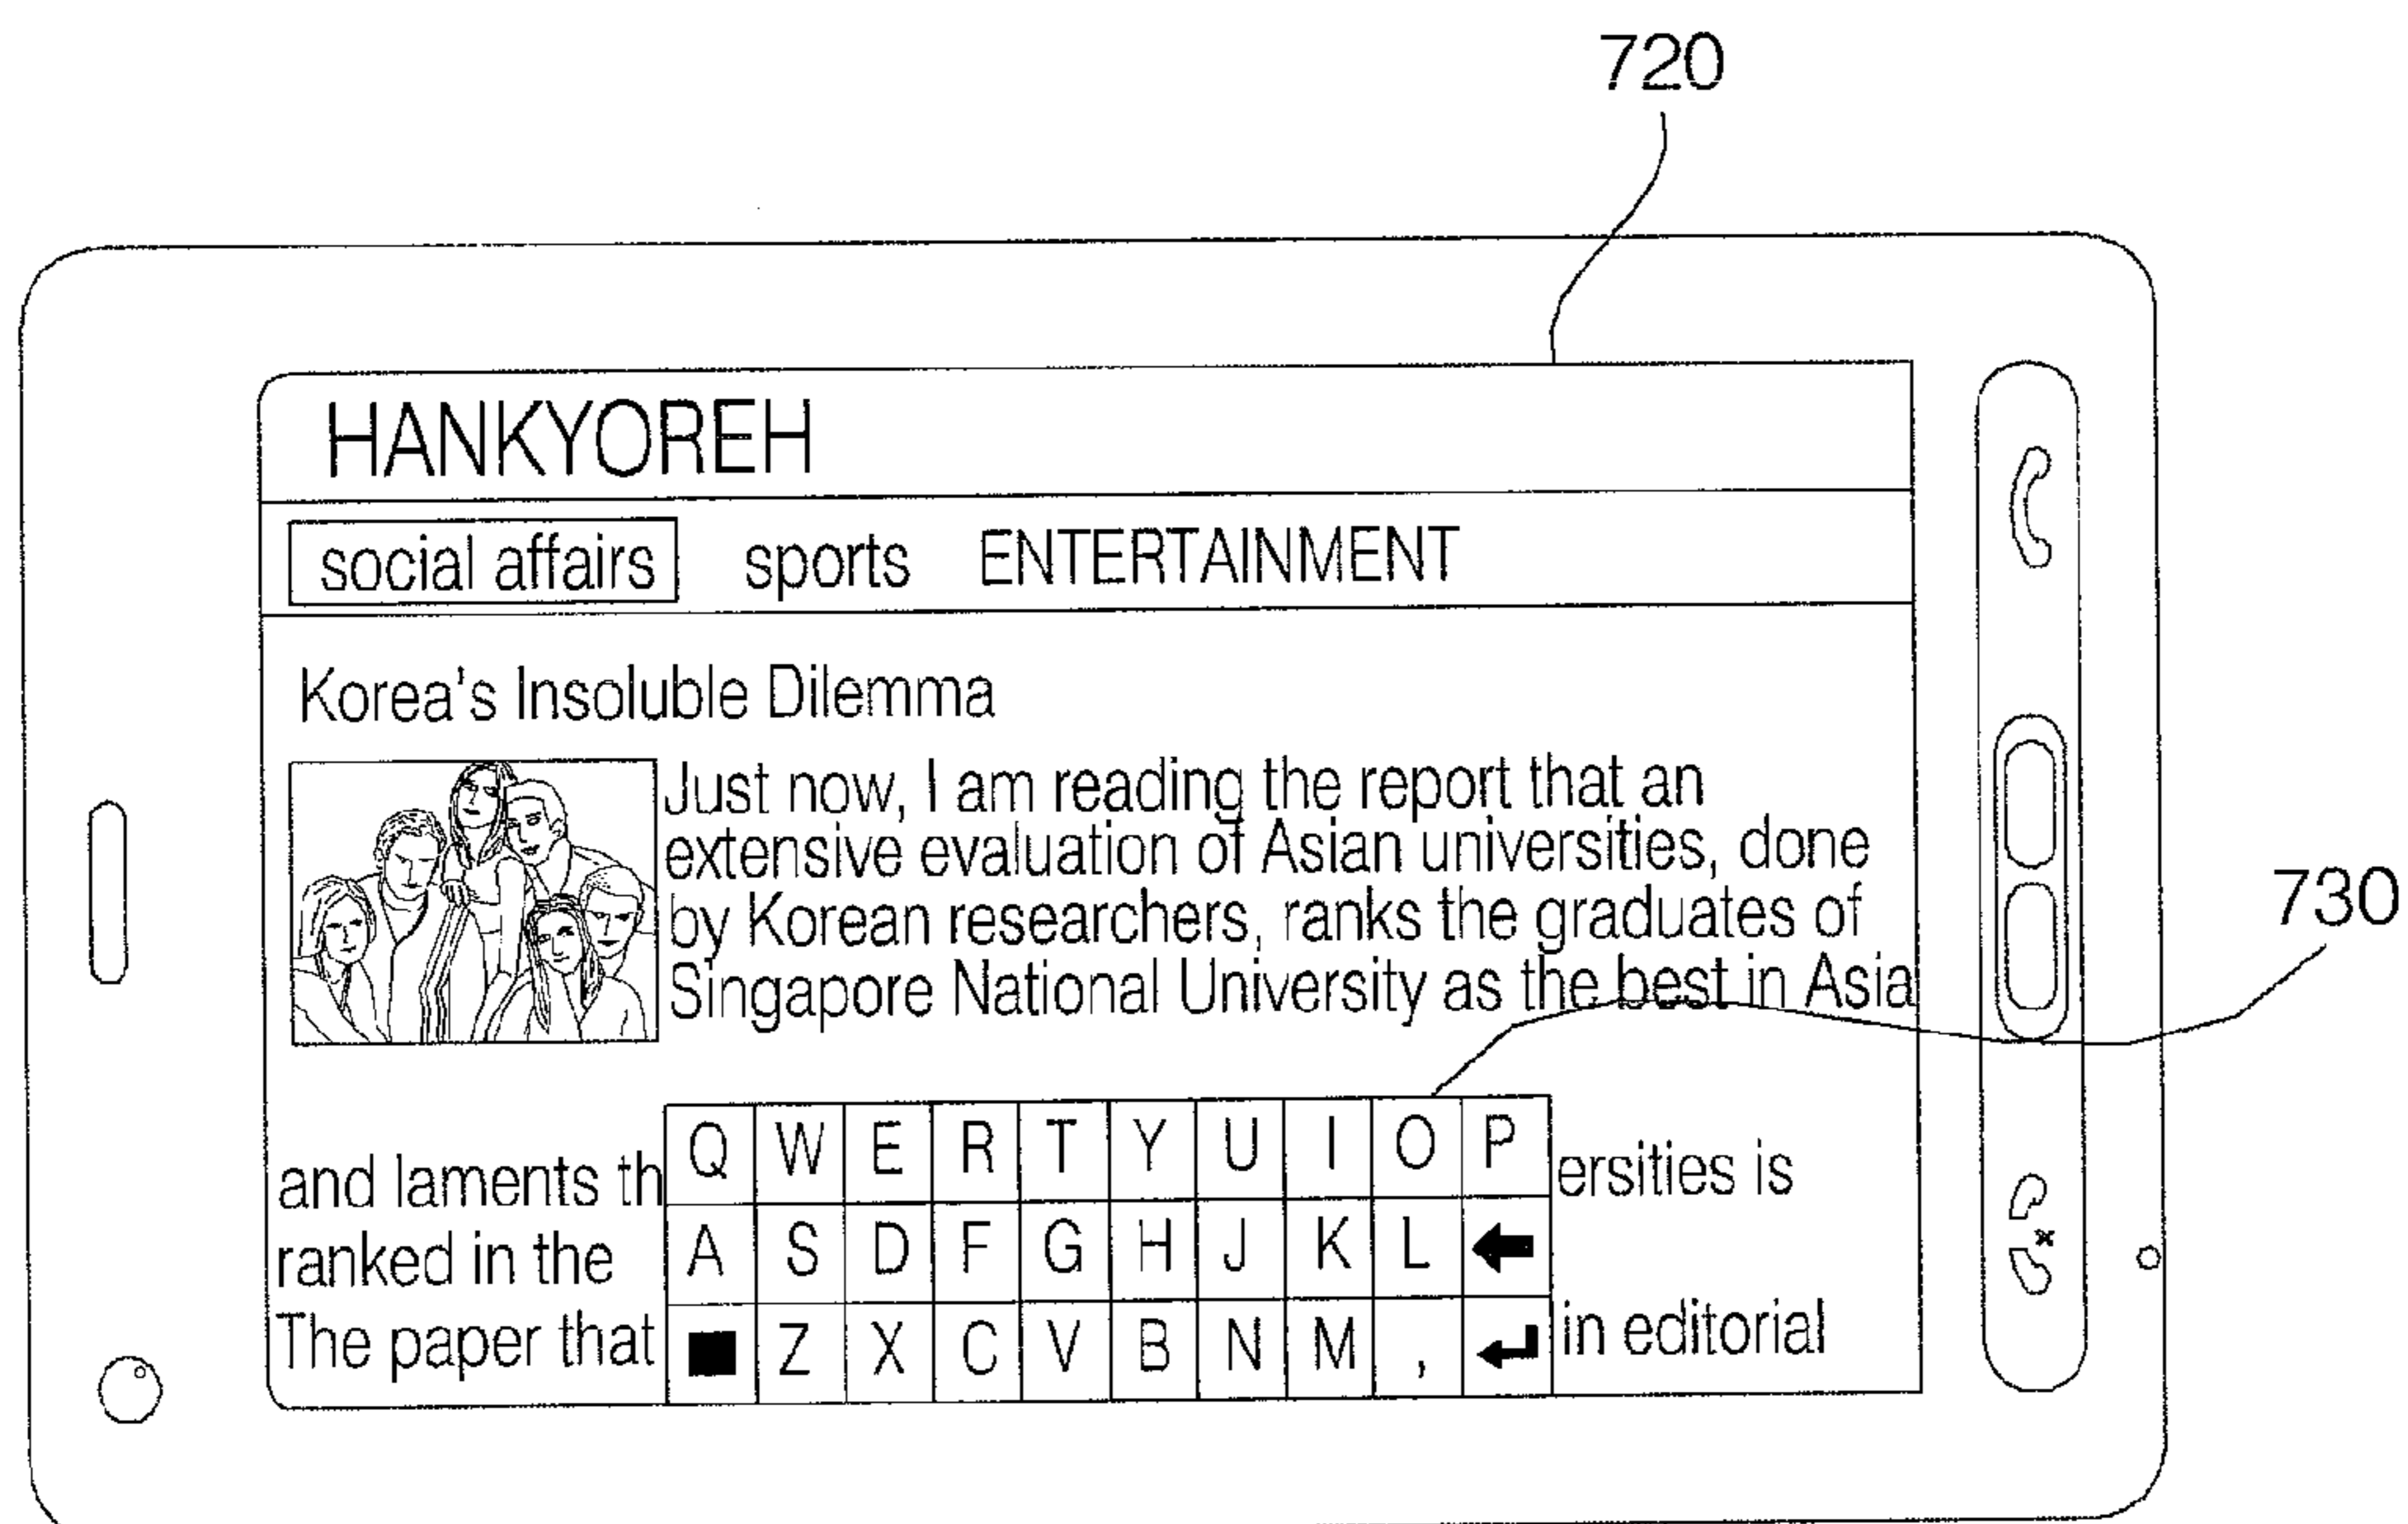 720
HANKYOREH
social affairs sports ENTERTAINMENT
Korea's Insoluble Dilemma
Just now, I am reading the report that an
extensive evaluation of Asian universities, done
by Korean researchers, ranks the graduates of
Singapore National University as the best in Asia
730
Q W E R T Y U I O P
and laments th ersities is
A S D F G H J K L ←
ranked in the
The paper that in editorial
■ Z X C V B N M , ↵